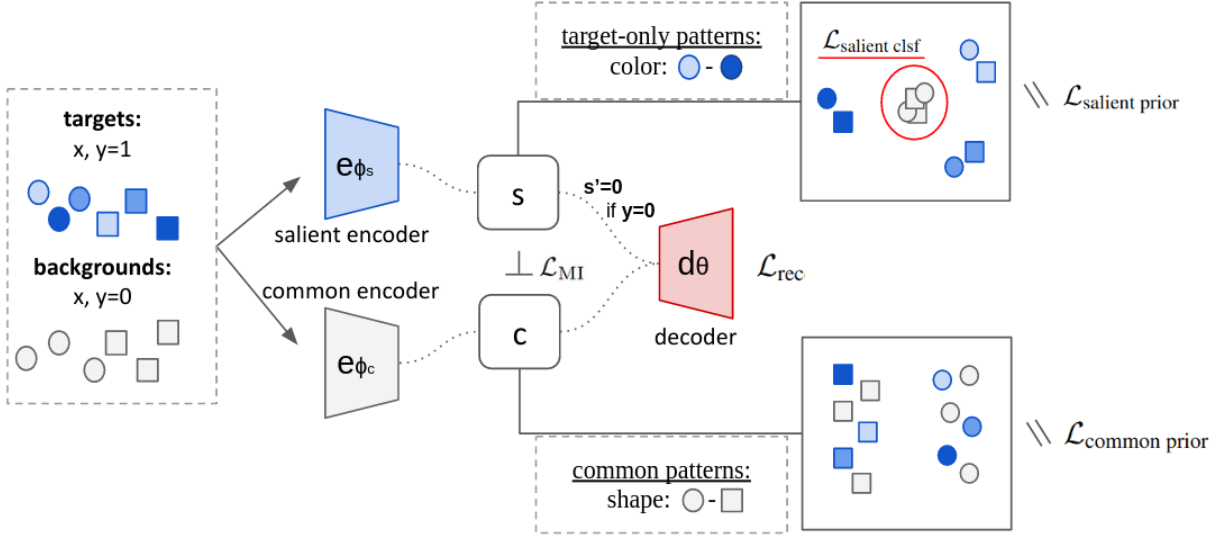 targets:
x, y=1
backgrounds:
x, y=0
eϕₛ
salient encoder
common encoder
eϕ꜀
target-only patterns:
color: -
s
s'=0
if y=0
⊥ ℒMI
c
dθ
decoder
ℒrec
common patterns:
shape: -
ℒsalient clsf
\\ ℒsalient prior
\\ ℒcommon prior